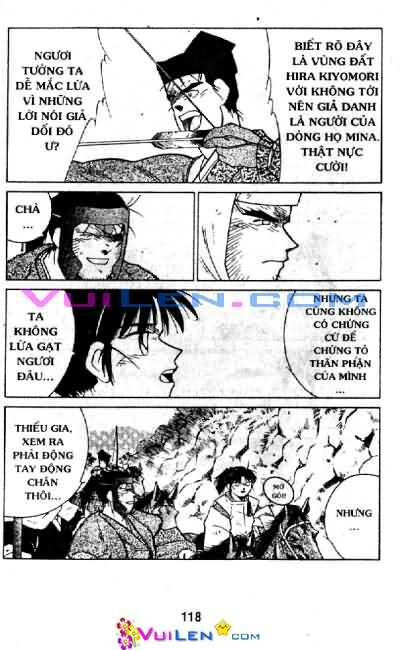 BIẾT RÕ ĐÂY
LÀ VÙNG ĐẤT
HIRA KIYOMORI
VỚI KHÔNG TỚI
NÊN GIẢ DANH
LÀ NGƯỜI CỦA
DÒNG HỌ MINA.
THẬT NỰC
CƯỜI!
NGƯƠI
TƯỞNG TA
DỄ MẮC LỪA
VÌ NHỮNG
LỜI NÓI GIẢ
DỐI ĐÓ
Ư?
CHÀ
...
NHƯNG TA
CŨNG KHÔNG
CÓ CHỨNG
CỨ ĐỂ
CHỨNG TỎ
THÂN PHẬN
CỦA MÌNH
...
TA
KHÔNG
LỪA GẠT
NGƯƠI
ĐÂU...
VUILEN.COM
THIẾU GIA,
XEM RA
PHẢI ĐỘNG
TAY ĐỘNG
CHÂN
THÔI...
MỞ
GÓI!
NHƯNG
...
118
VUILEN.COM